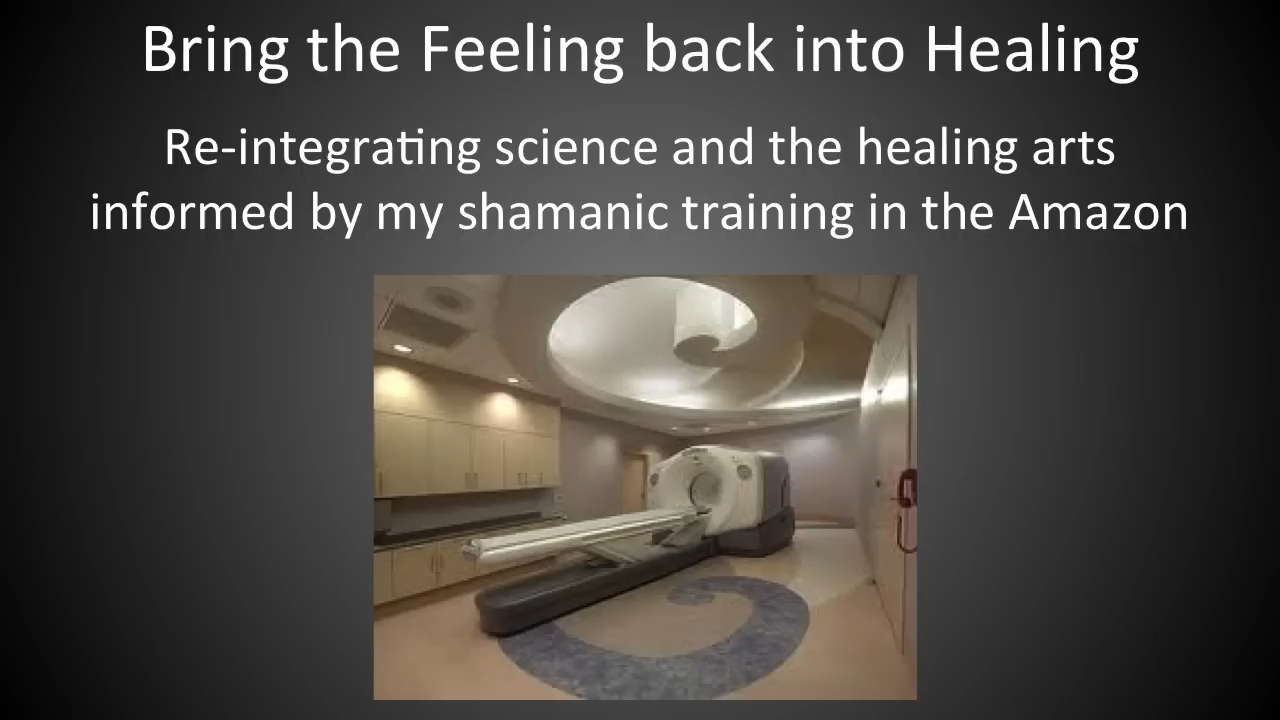 Bring the Feeling back into Healing
Re-integrating science and the healing arts
informed by my shamanic training in the Amazon